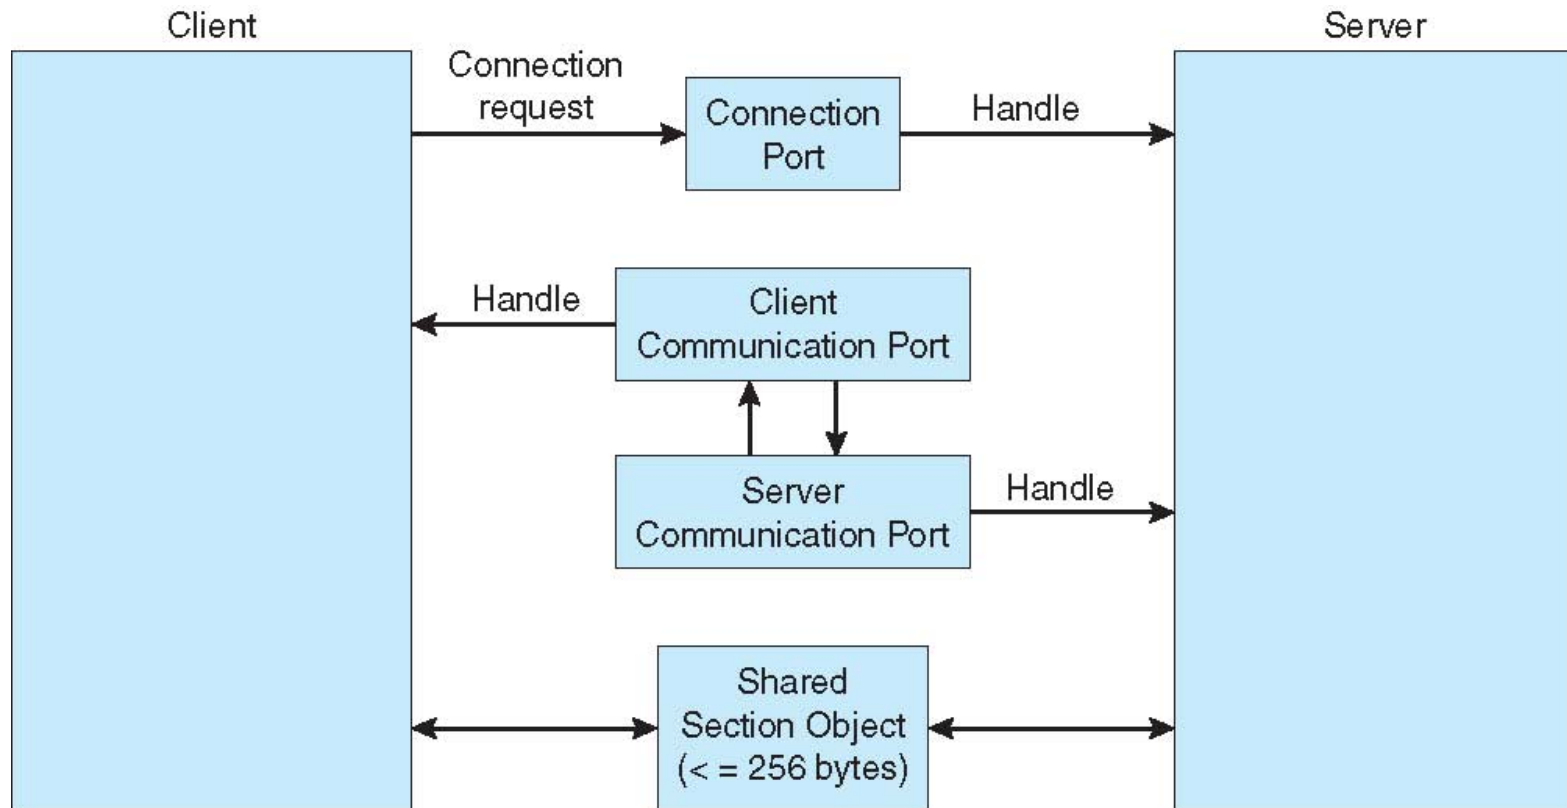 Client
Server
Connection
request
Connection
Port
Handle
Handle
Client
Communication Port
Server
Communication Port
Handle
Shared
Section Object
(< = 256 bytes)